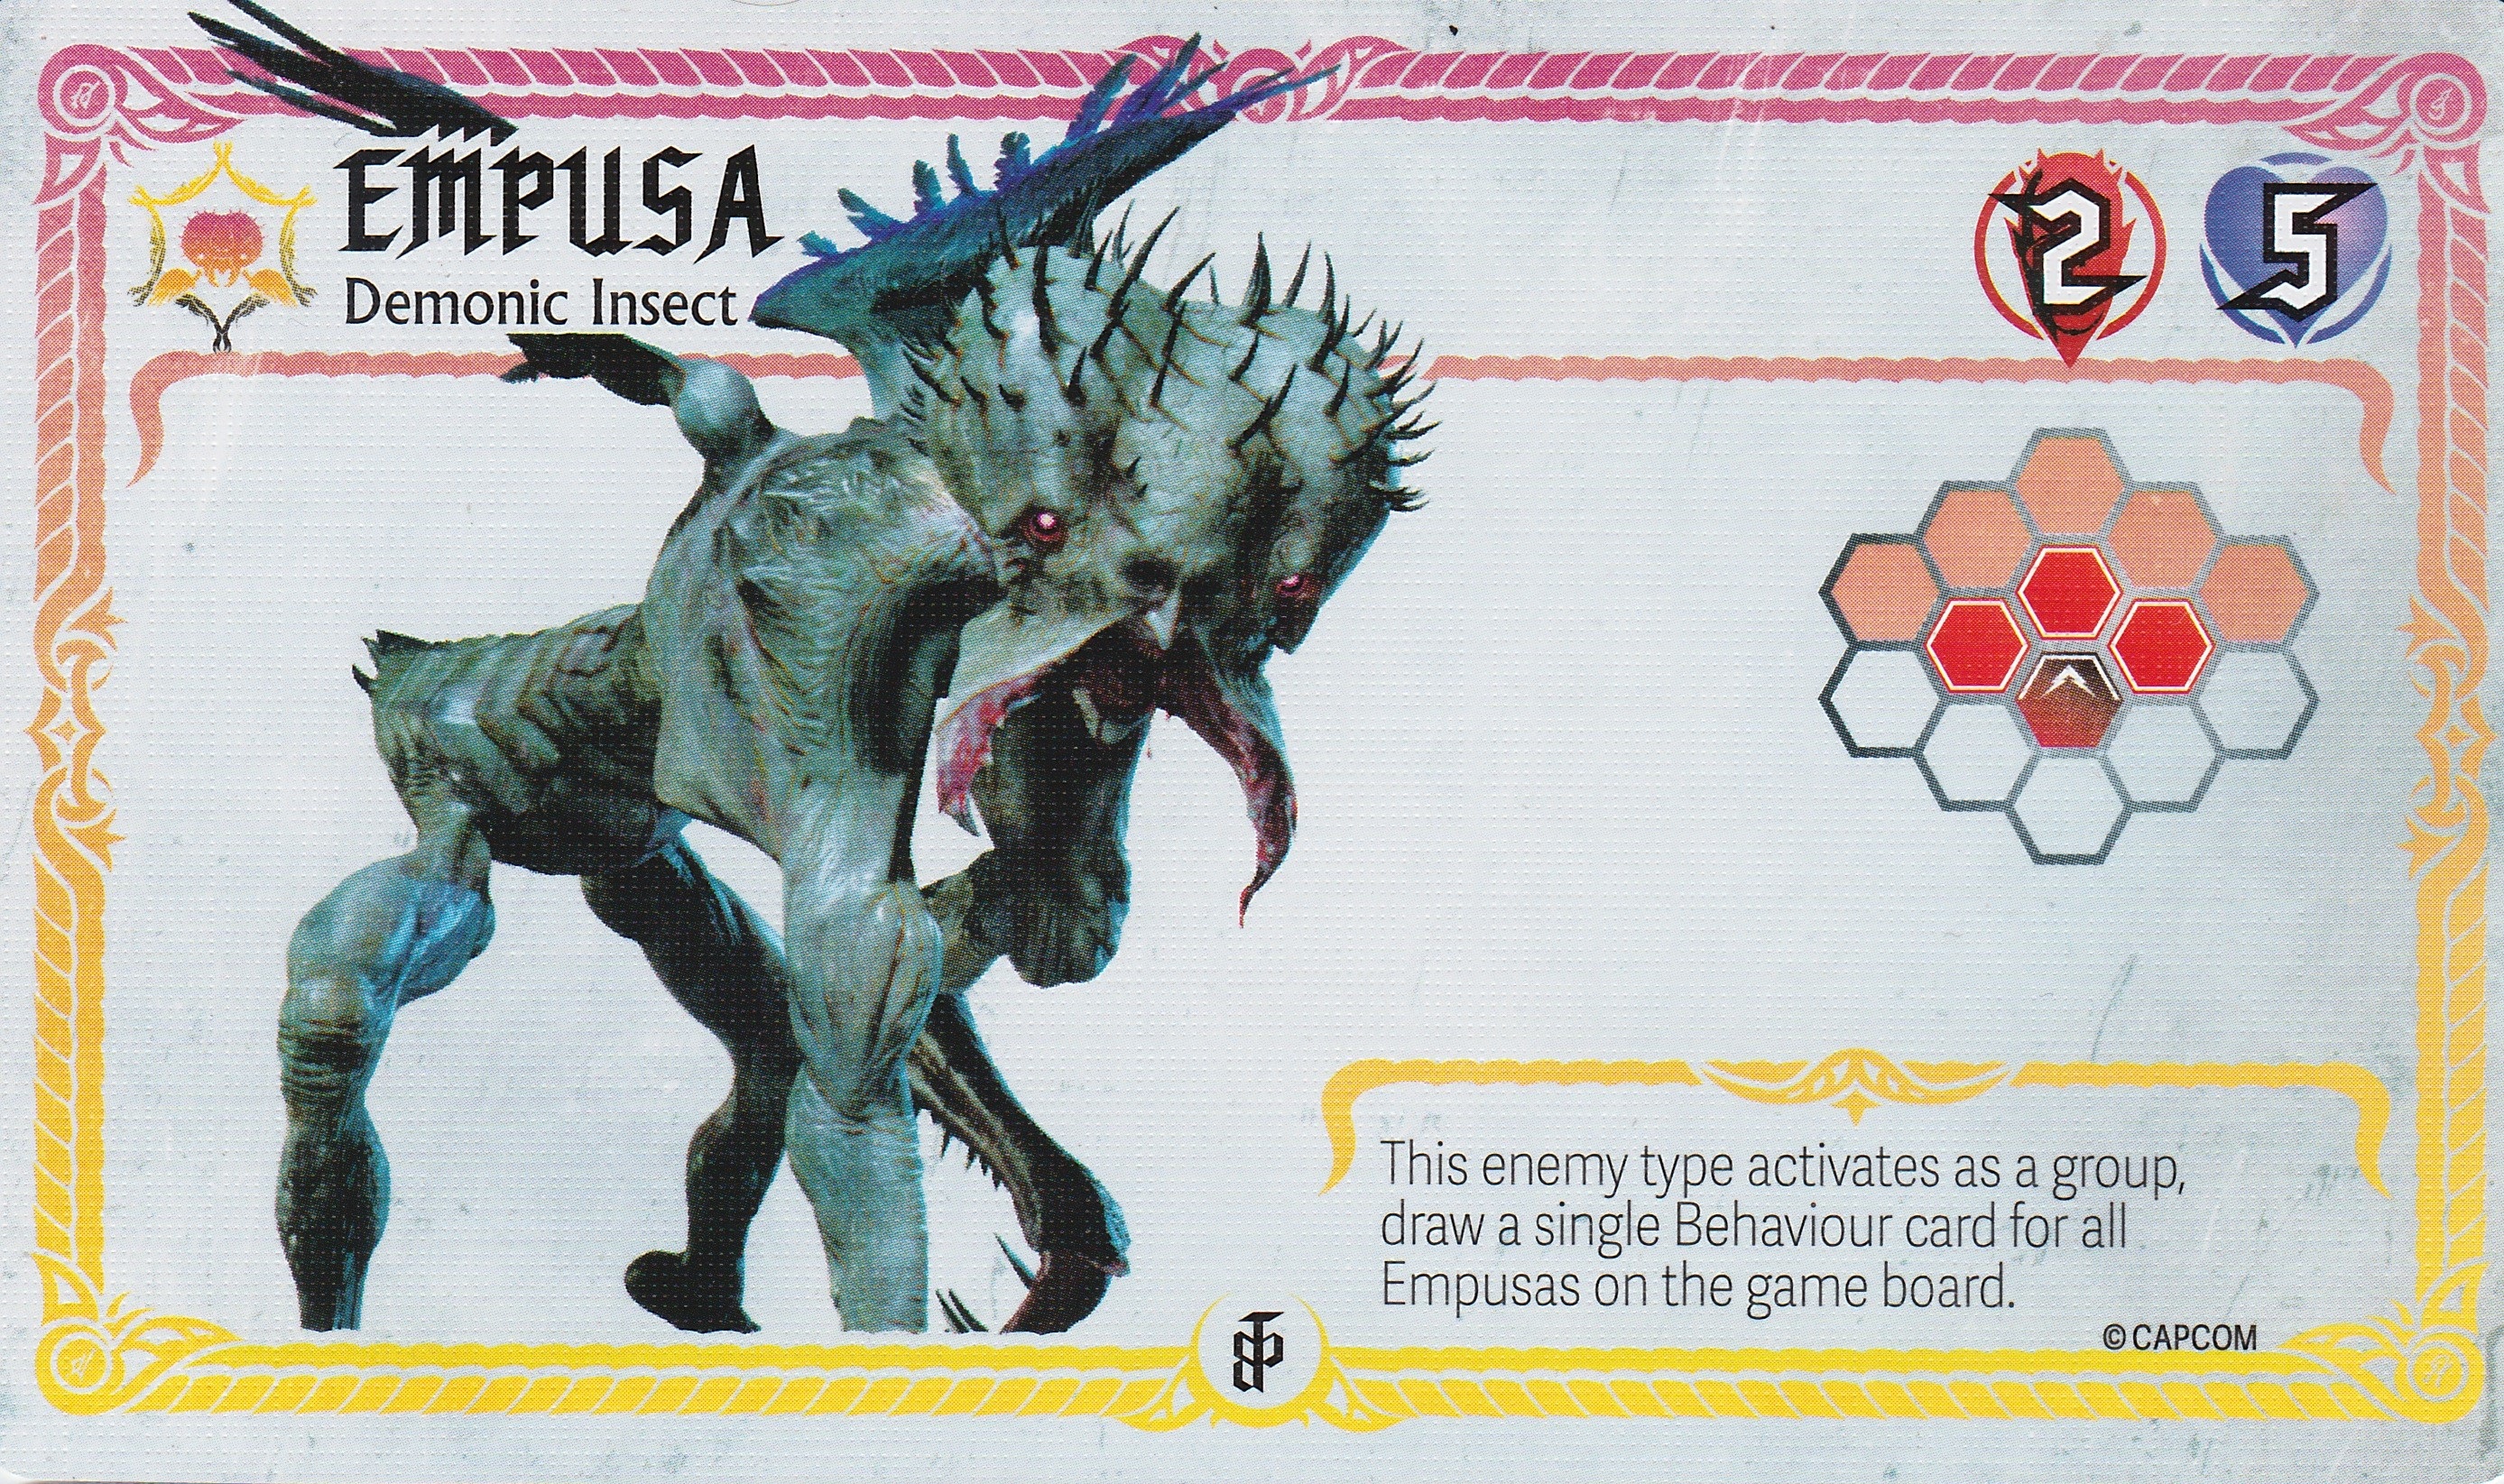 EMPUSA
Demonic Insect
2 5
This enemy type activates as a group,
draw a single Behaviour card for all
Empusas on the game board.
©CAPCOM